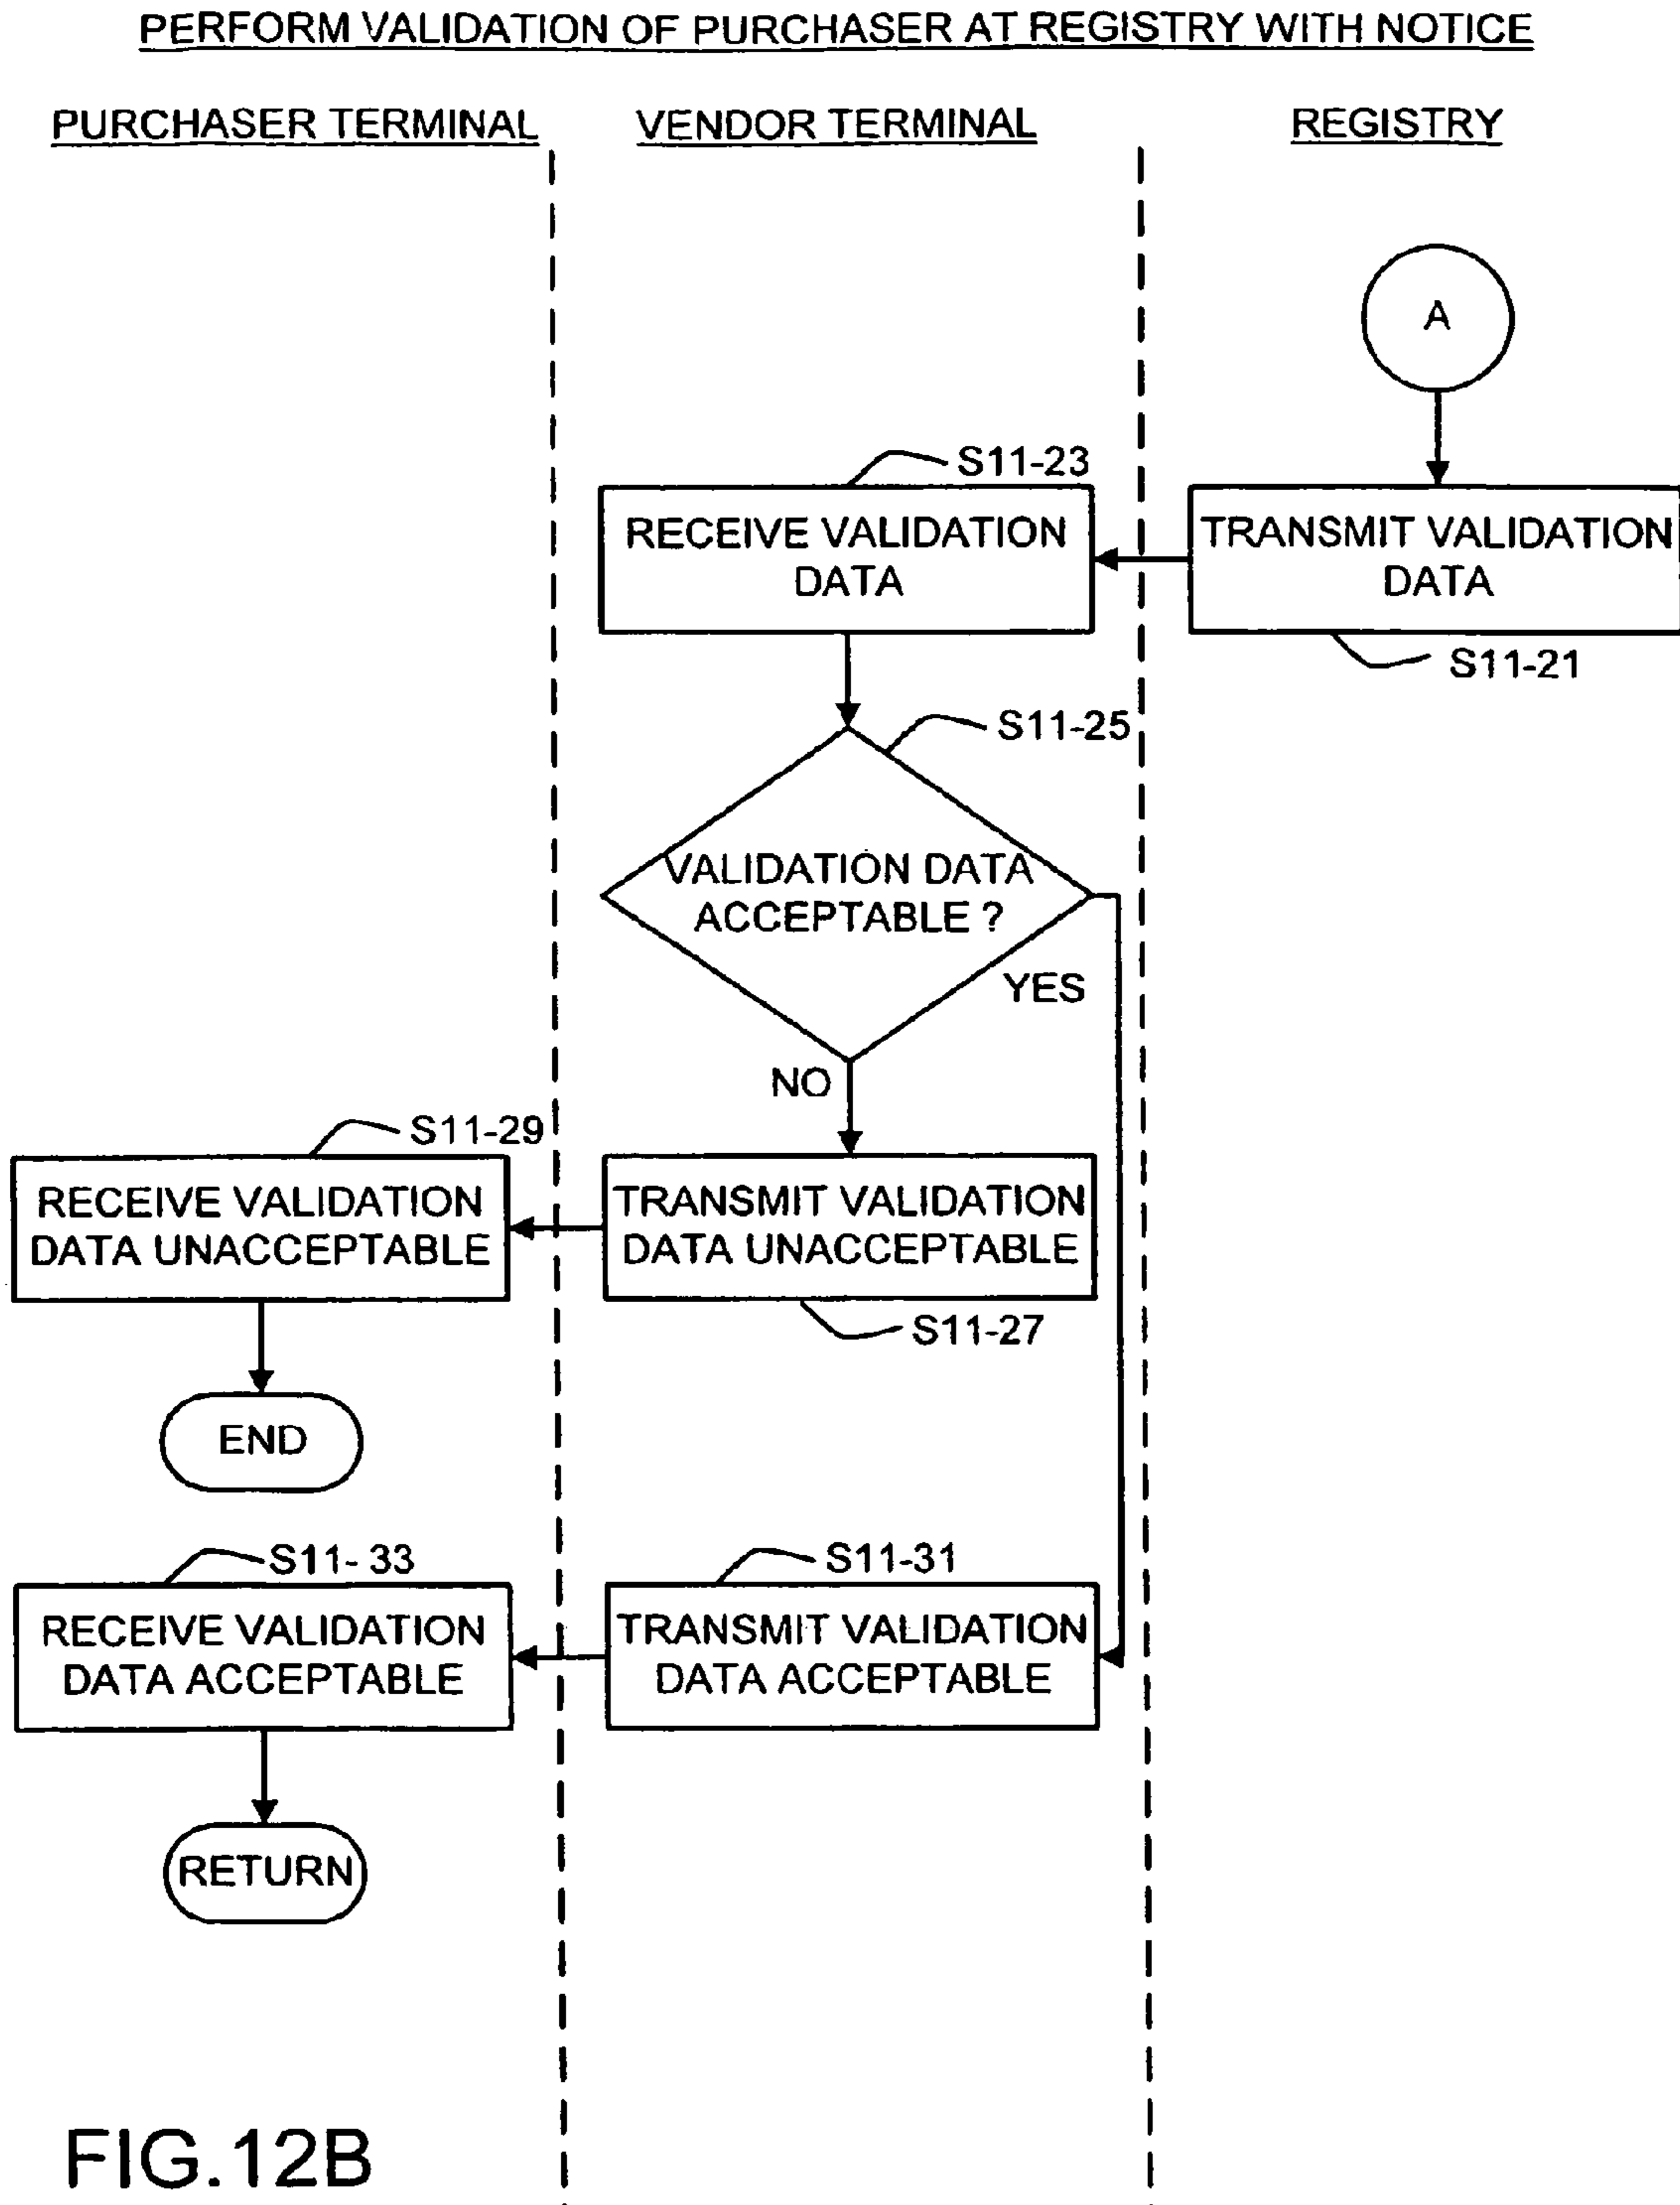 PERFORM VALIDATION OF PURCHASER AT REGISTRY WITH NOTICE
PURCHASER TERMINAL
VENDOR TERMINAL
REGISTRY
A
S11-23
RECEIVE VALIDATION
DATA
TRANSMIT VALIDATION
DATA
S11-21
S11-25
VALIDATION DATA
ACCEPTABLE ?
YES
NO
S11-29
RECEIVE VALIDATION
DATA UNACCEPTABLE
TRANSMIT VALIDATION
DATA UNACCEPTABLE
S11-27
END
S11- 33
RECEIVE VALIDATION
DATA ACCEPTABLE
S11-31
TRANSMIT VALIDATION
DATA ACCEPTABLE
RETURN
FIG.12B